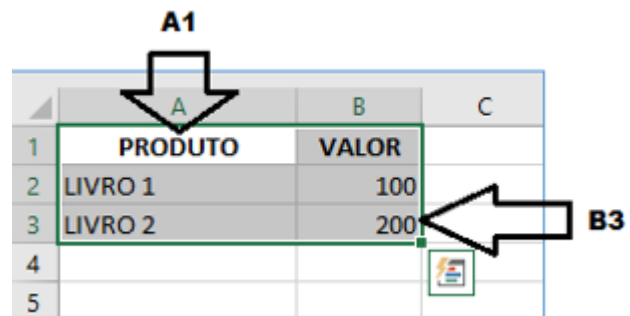 A1
A B C
1 PRODUTO VALOR
2 LIVRO 1 100
3 LIVRO 2 200
B3
4
5